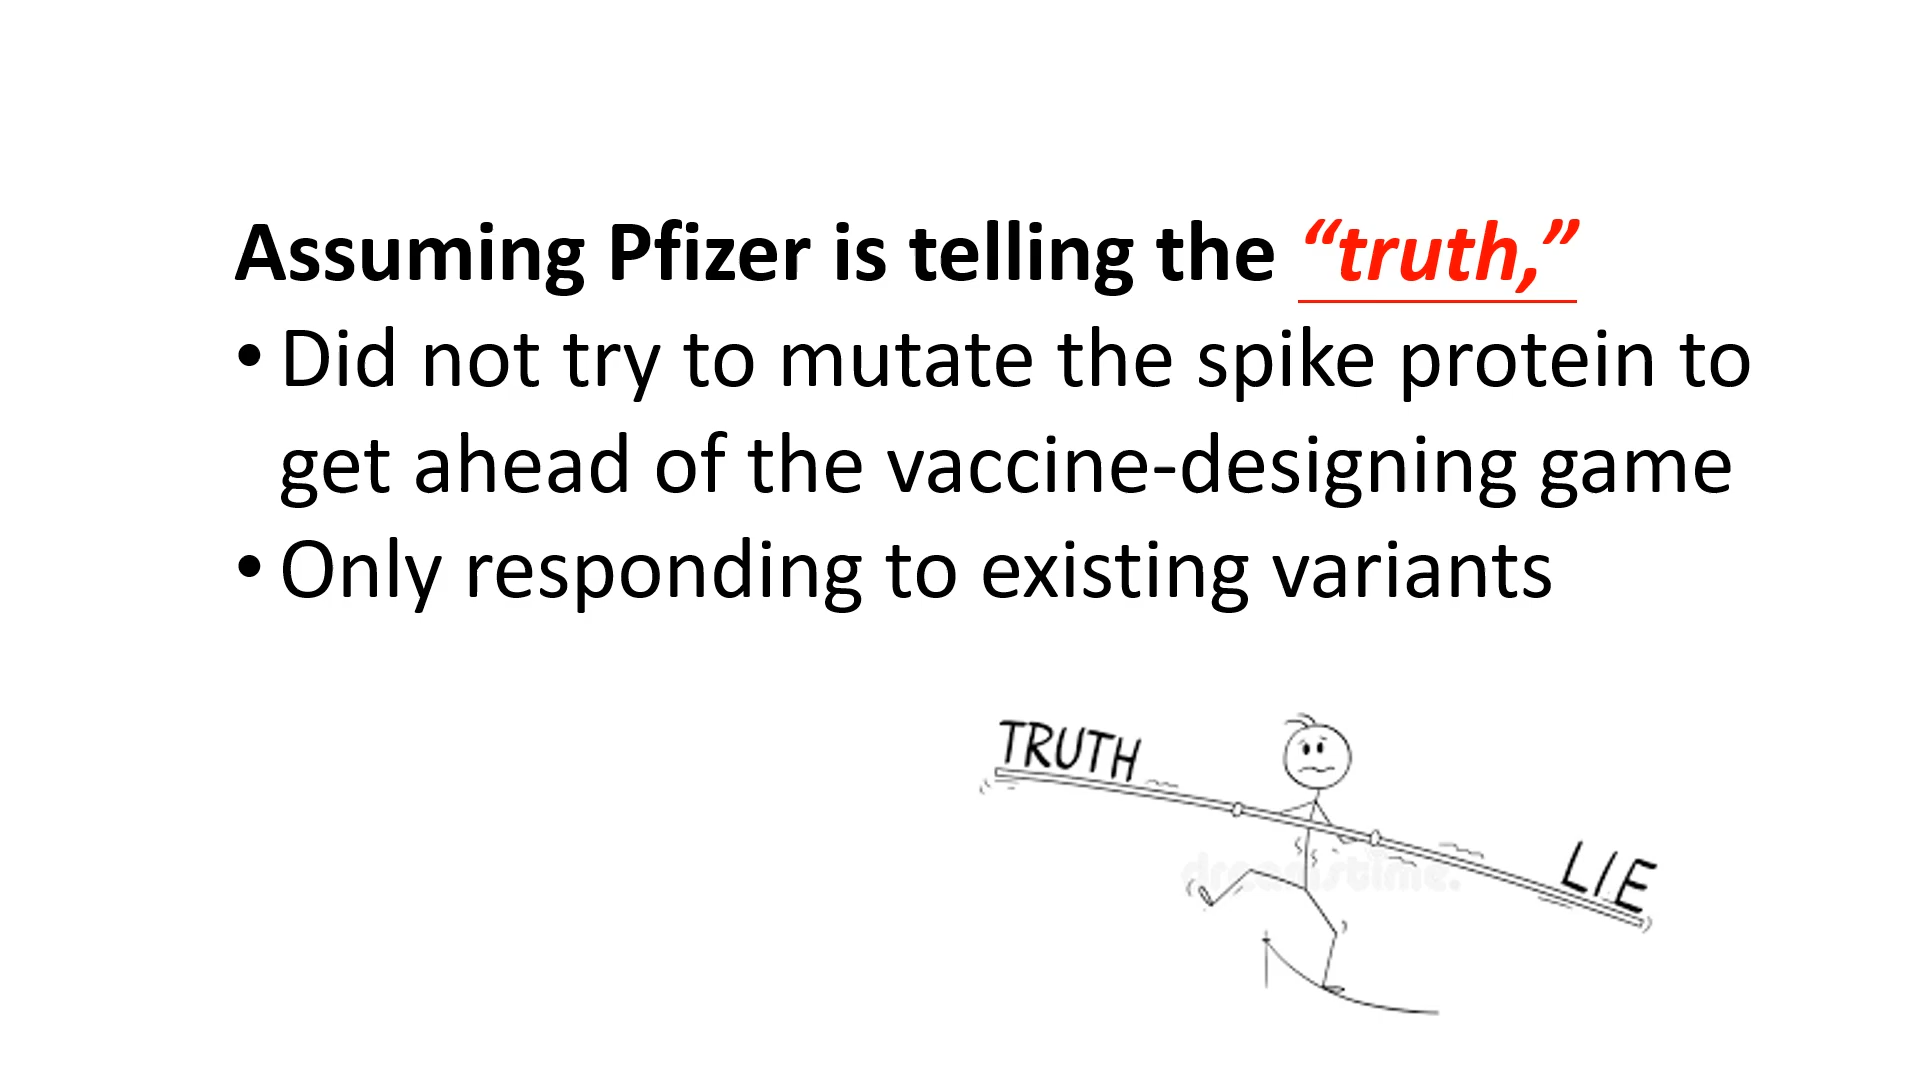 Assuming Pfizer is telling the “truth,”
• Did not try to mutate the spike protein to
get ahead of the vaccine-designing game
• Only responding to existing variants
TRUTH
LIE
dreamstime.